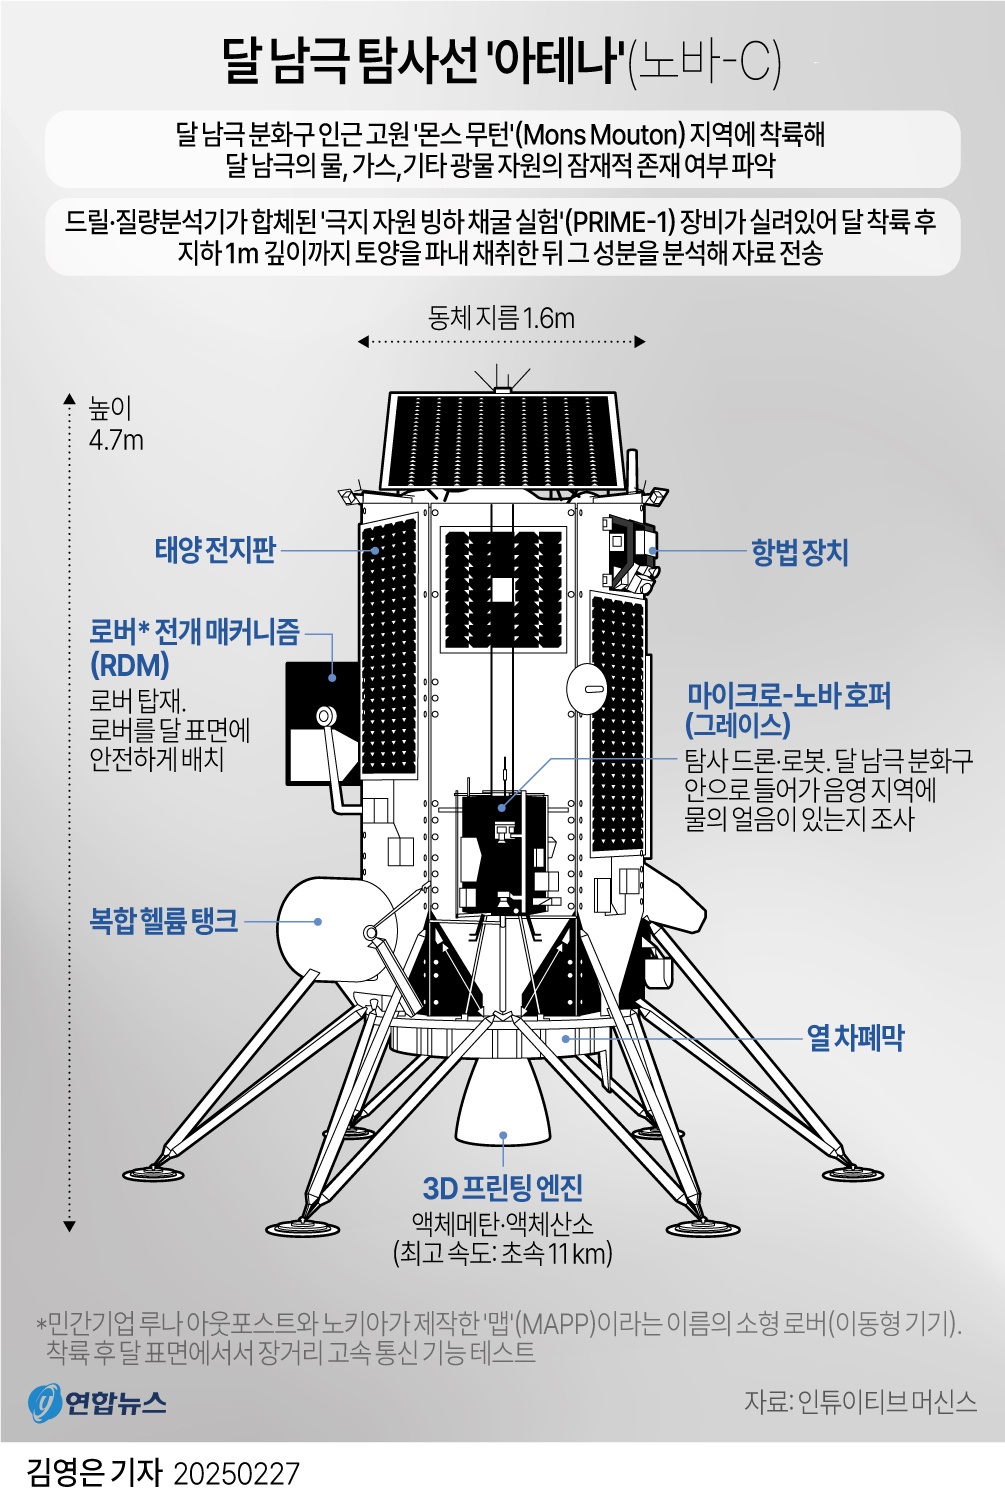 달 남극 탐사선 '아테나'(노바-C)
달 남극 분화구 인근 고원 '몬스 무턴'(Mons Mouton) 지역에 착륙해
달 남극의 물, 가스,기타 광물 자원의 잠재적 존재 여부 파악
드릴·질량분석기가 합체된 '극지 자원 빙하 채굴 실험'(PRIME-1) 장비가 실려있어 달 착륙 후
지하 1m 깊이까지 토양을 파내 채취한 뒤 그 성분을 분석해 자료 전송
동체 지름 1.6m
높이
4.7m
태양 전지판
항법 장치
로버* 전개 매커니즘
(RDM)
로버 탑재.
로버를 달 표면에
안전하게 배치
마이크로-노바 호퍼
(그레이스)
탐사 드론·로봇. 달 남극 분화구
안으로 들어가 음영 지역에
물의 얼음이 있는지 조사
복합 헬륨 탱크
열 차폐막
3D 프린팅 엔진
액체메탄·액체산소
(최고 속도: 초속 11km)
*민간기업 루나 아웃포스트와 노키아가 제작한 '맵'(MAPP)이라는 이름의 소형 로버(이동형 기기).
착륙 후 달 표면에서서 장거리 고속 통신 기능 테스트
연합뉴스
자료: 인튜이티브 머신스
김영은 기자 20250227